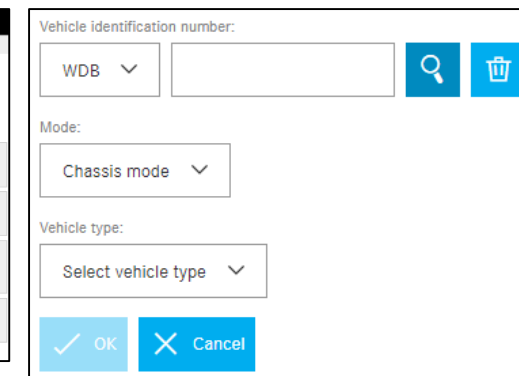 Vehicle identification number:
WDB
Mode:
Chassis mode
Vehicle type:
Select vehicle type
OK
Cancel